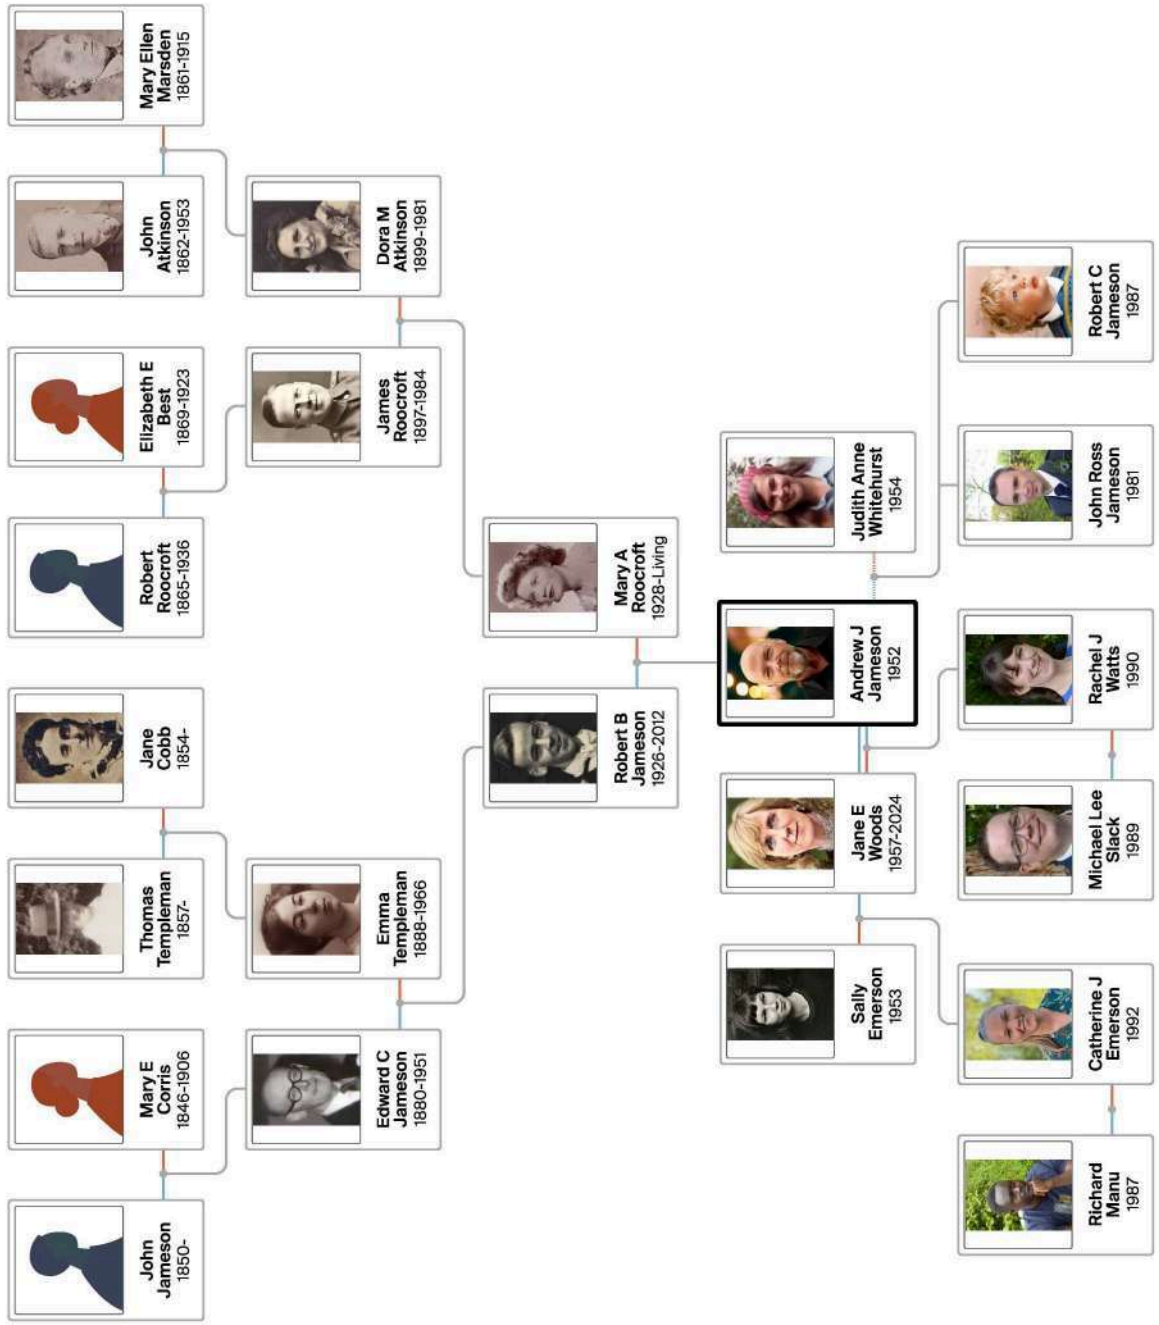 John
Jameson
1850-
Mary E
Corris
1846-1906
Thomas
Templeman
1857-
Jane
Cobb
1854-
Robert
Roocroft
1865-1936
Elizabeth E
Best
1869-1923
John
Atkinson
1862-1953
Mary Ellen
Marsden
1861-1915
Edward C
Jameson
1880-1951
Emma
Templeman
1888-1966
James
Roocroft
1897-1984
Dora M
Atkinson
1899-1981
Robert B
Jameson
1926-2012
Mary A
Roocroft
1928-Living
Sally
Emerson
1953
Jane E
Woods
1957-2024
Andrew J
Jameson
1952
Judith Anne
Whitehurst
1954
Richard
Manu
1987
Catherine J
Emerson
1992
Michael Lee
Slack
1989
Rachel J
Watts
1990
John Ross
Jameson
1981
Robert C
Jameson
1987